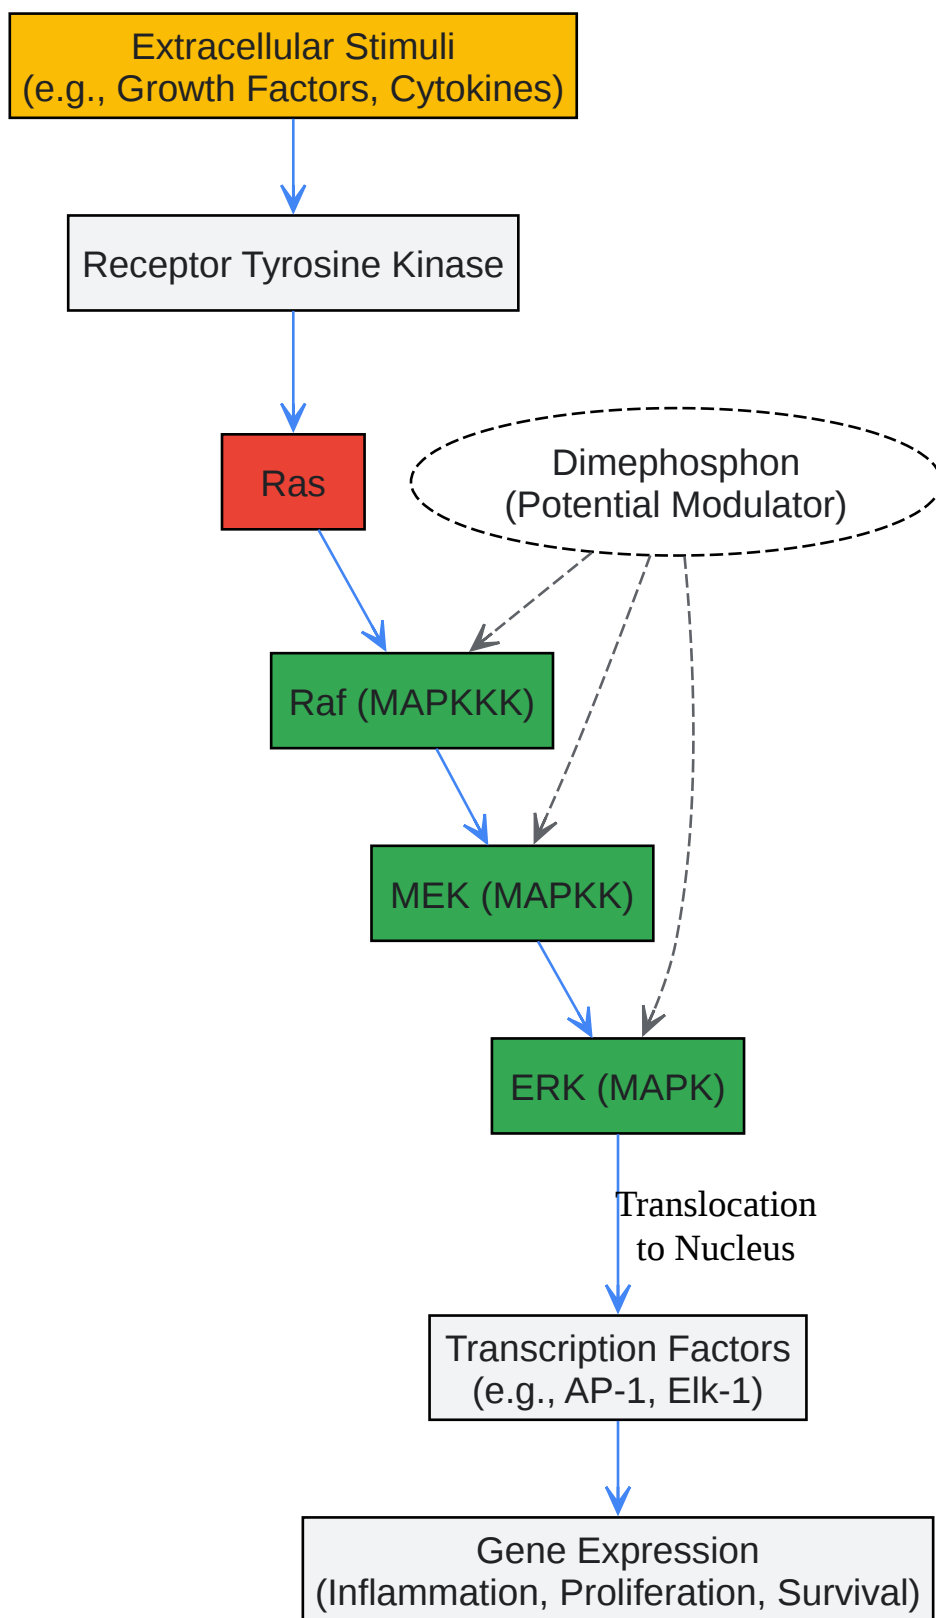 Extracellular Stimuli
(e.g., Growth Factors, Cytokines)
Receptor Tyrosine Kinase
Ras
Dimephosphon
(Potential Modulator)
Raf (MAPKKK)
MEK (MAPKK)
ERK (MAPK)
Translocation
to Nucleus
Transcription Factors
(e.g., AP-1, Elk-1)
Gene Expression
(Inflammation, Proliferation, Survival)